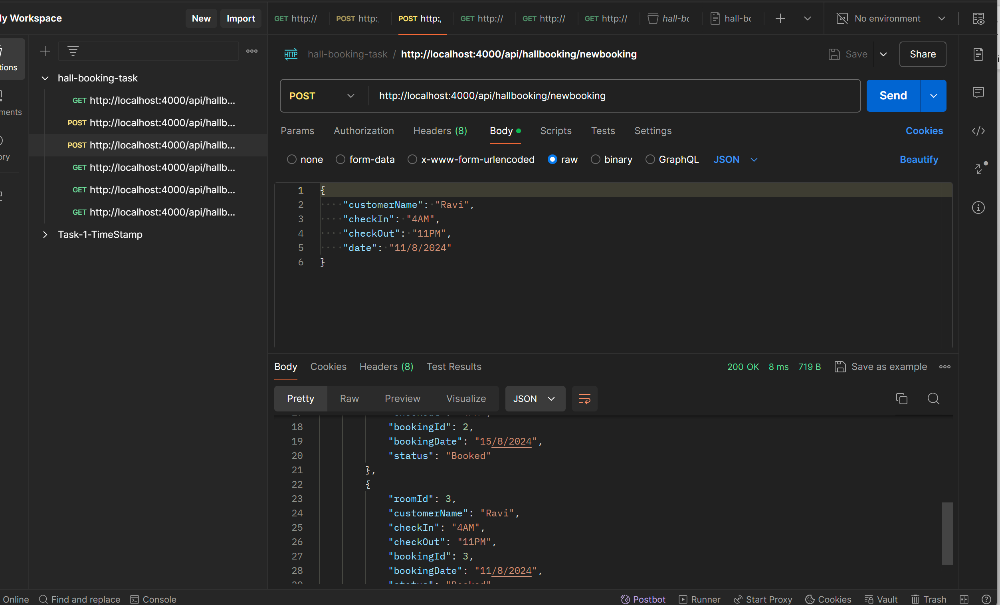 ly Workspace
New
Import
GET http://
POST http:
POST http:
GET http://
GET http://
GET http://
hall-bo
hall-bo
No environment
tions
ments
ory
hall-booking-task
GET http://localhost:4000/api/hallb...
POST http://localhost:4000/api/hallb...
POST http://localhost:4000/api/hallb...
GET http://localhost:4000/api/hallb...
GET http://localhost:4000/api/hallb...
GET http://localhost:4000/api/hallb...
Task-1-TimeStamp
HTTP hall-booking-task / http://localhost:4000/api/hallbooking/newbooking
Save
Share
POST http://localhost:4000/api/hallbooking/newbooking
Send
Params Authorization Headers (8) Body Scripts Tests Settings Cookies
none form-data x-www-form-urlencoded raw binary GraphQL JSON Beautify
1 {
2 "customerName": "Ravi",
3 "checkIn": "4AM",
4 "checkOut": "11PM",
5 "date": "11/8/2024"
6 }
Body Cookies Headers (8) Test Results 200 OK 8 ms 719 B Save as example
Pretty Raw Preview Visualize JSON
18 "bookingId": 2,
19 "bookingDate": "15/8/2024",
20 "status": "Booked"
21 },
22 {
23 "roomId": 3,
24 "customerName": "Ravi",
25 "checkIn": "4AM",
26 "checkOut": "11PM",
27 "bookingId": 3,
28 "bookingDate": "11/8/2024",
29 "status": "Booked"
Online Find and replace Console Postbot Runner Start Proxy Cookies Vault Trash